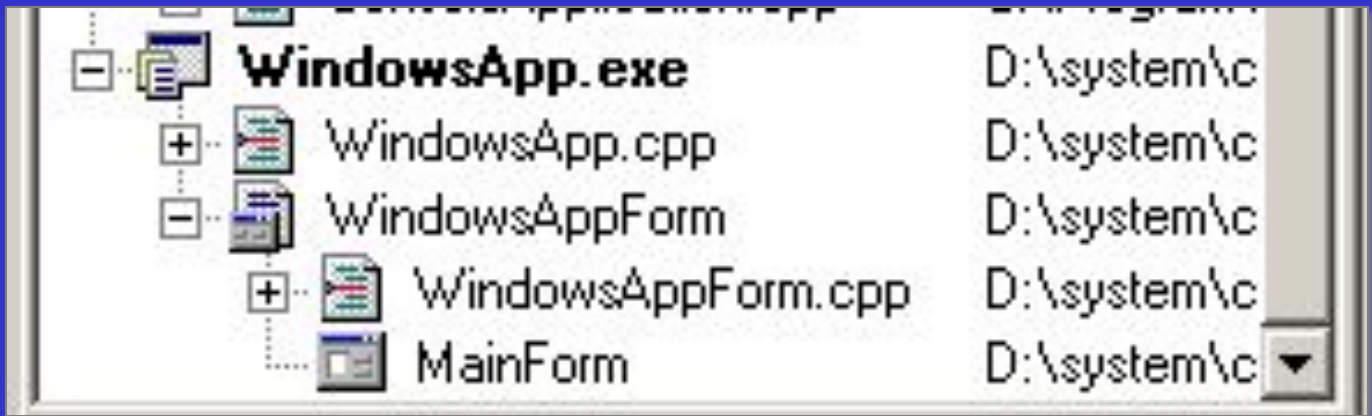 WindowsApp.exe D:\system\c
WindowsApp.cpp D:\system\c
WindowsAppForm D:\system\c
WindowsAppForm.cpp D:\system\c
MainForm D:\system\c